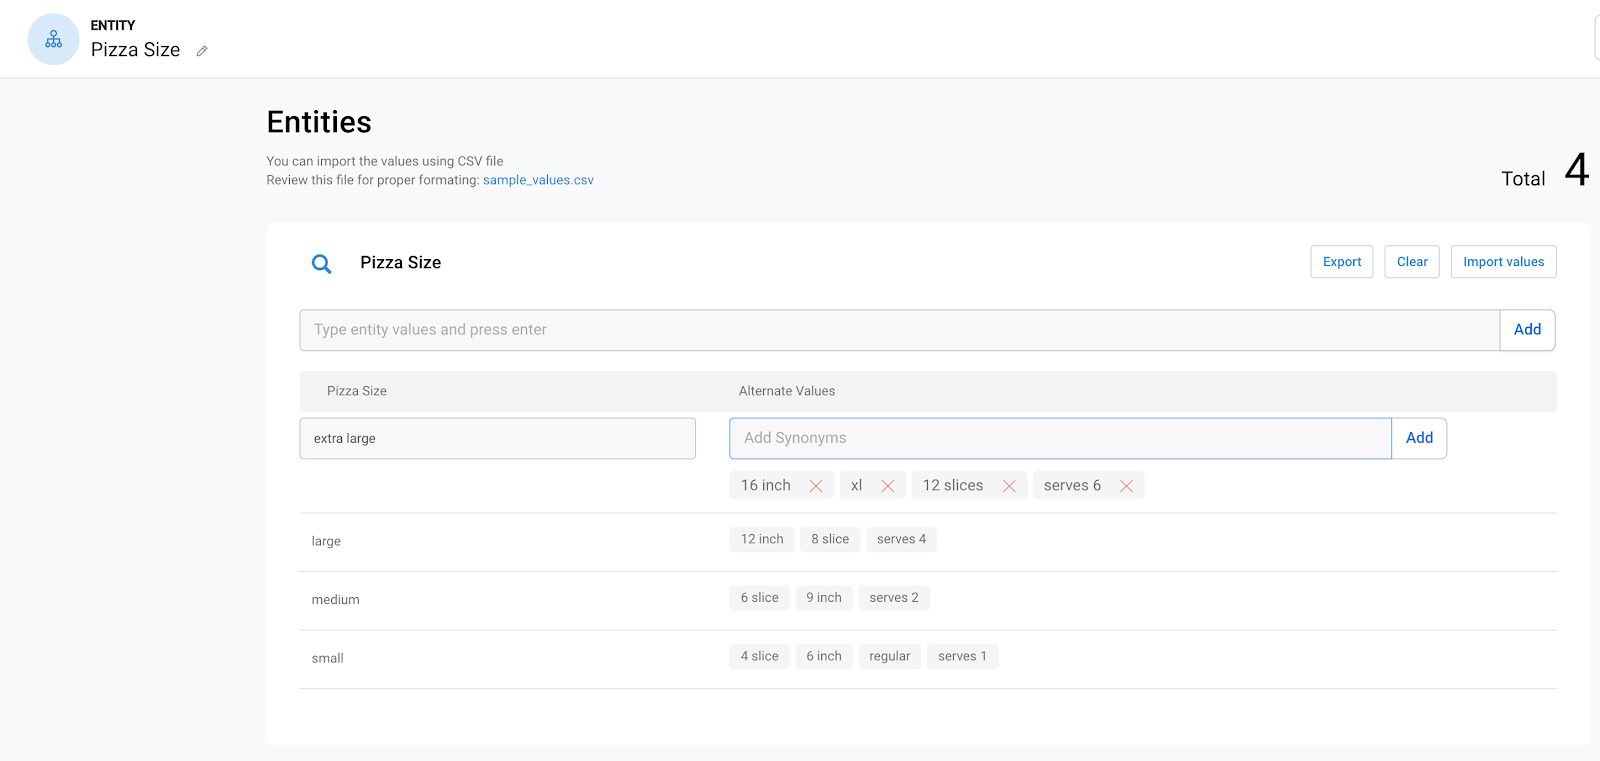 ENTITY
Pizza Size
Entities
You can import the values using CSV file
Review this file for proper formating: sample_values.csv
Total 4
Pizza Size
Export Clear Import values
Type entity values and press enter Add
Pizza Size Alternate Values
extra large Add Synonyms Add
16 inch xl 12 slices serves 6
large 12 inch 8 slice serves 4
medium 6 slice 9 inch serves 2
small 4 slice 6 inch regular serves 1